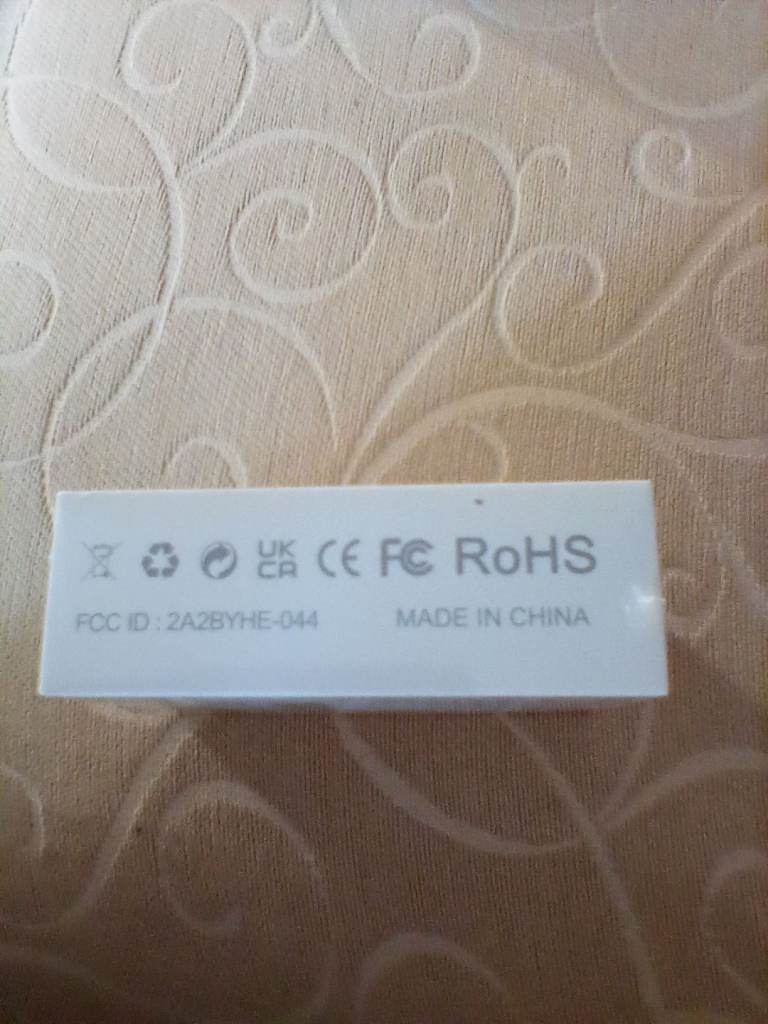 UK CA CE FC RoHS
FCC ID : 2A2BYHE-044 MADE IN CHINA